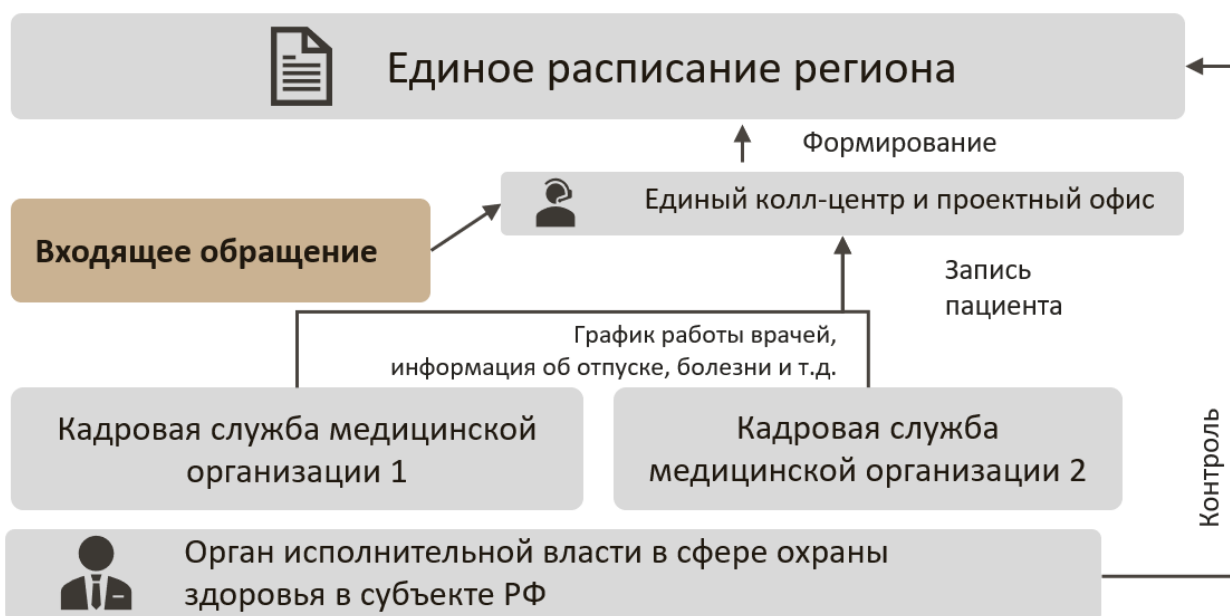 Единое расписание региона
Формирование
Единый колл-центр и проектный офис
Входящее обращение
Запись
пациента
График работы врачей,
информация об отпуске, болезни и т.д.
Кадровая служба медицинской
организации 1
Кадровая служба
медицинской организации 2
Контроль
Орган исполнительной власти в сфере охраны
здоровья в субъекте РФ